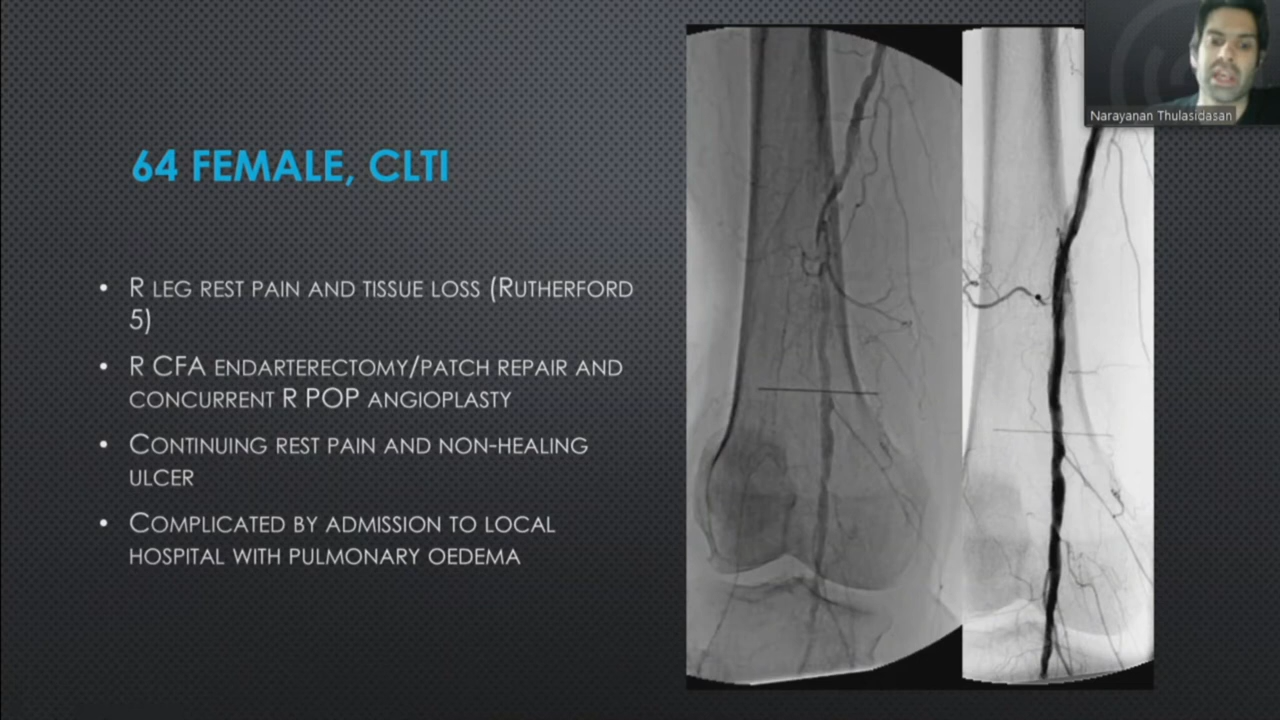 64 FEMALE, CLTI
• R LEG REST PAIN AND TISSUE LOSS (RUTHERFORD
5)
• R CFA ENDARTERECTOMY/PATCH REPAIR AND
CONCURRENT R POP ANGIOPLASTY
• CONTINUING REST PAIN AND NON-HEALING
ULCER
• COMPLICATED BY ADMISSION TO LOCAL
HOSPITAL WITH PULMONARY OEDEMA
Narayanan Thulasidasan